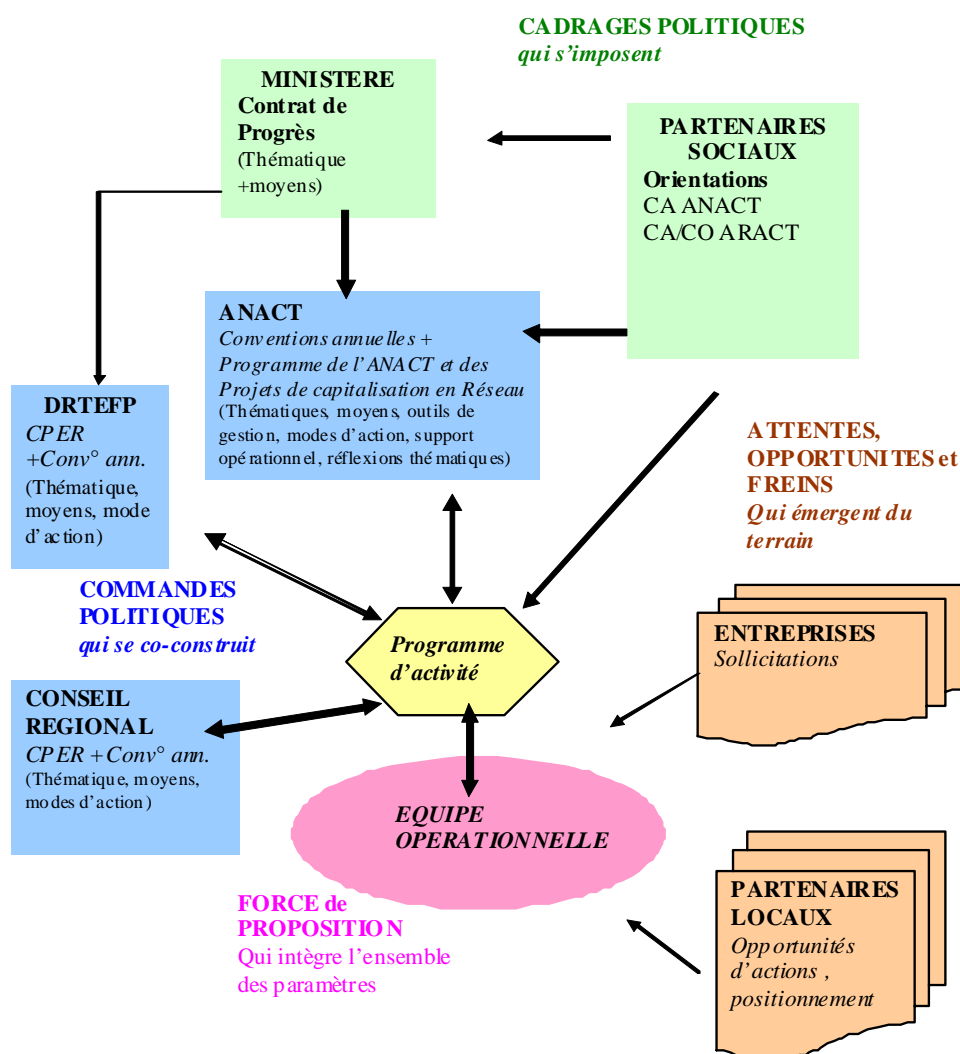 CADRAGES POLITIQUES
qui s'imposent
MINISTERE
Contrat de
Progrès
(Thématique
+moyens)
PARTENAIRES
SOCIAUX
Orientations
CA ANACT
CA/CO ARACT
ANACT
Conventions annuelles +
Programme de l'ANACT et des
Projets de capitalisation en Réseau
(Thématiques, moyens, outils de
gestion, modes d'action, support
opérationnel, réflexions thématiques)
DRTEFP
CPER
+Conv° ann.
(Thématique,
moyens, mode
d'action)
ATTENTES,
OPPORTUNITES et
FREINS
Qui émergent du
terrain
COMMANDES
POLITIQUES
qui se co-construit
Programme
d'activité
ENTREPRISES
Sollicitations
CONSEIL
REGIONAL
CPER + Conv° ann.
(Thématique, moyens,
modes d'action)
EQUIPE
OPERATIONNELLE
FORCE de
PROPOSITION
Qui intègre l'ensemble
des paramètres
PARTENAIRES
LOCAUX
Opportunités
d'actions ,
positionnement